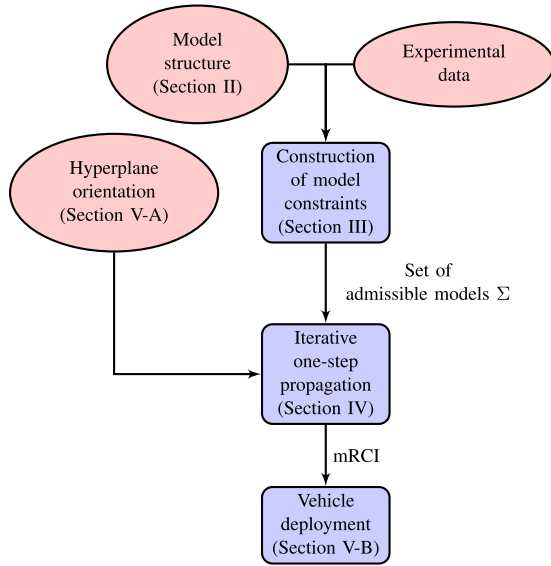 Model
structure
(Section II)
Experimental
data
Construction
of model
constraints
(Section III)
Hyperplane
orientation
(Section V-A)
Set of
admissible models Σ
Iterative
one-step
propagation
(Section IV)
mRCI
Vehicle
deployment
(Section V-B)